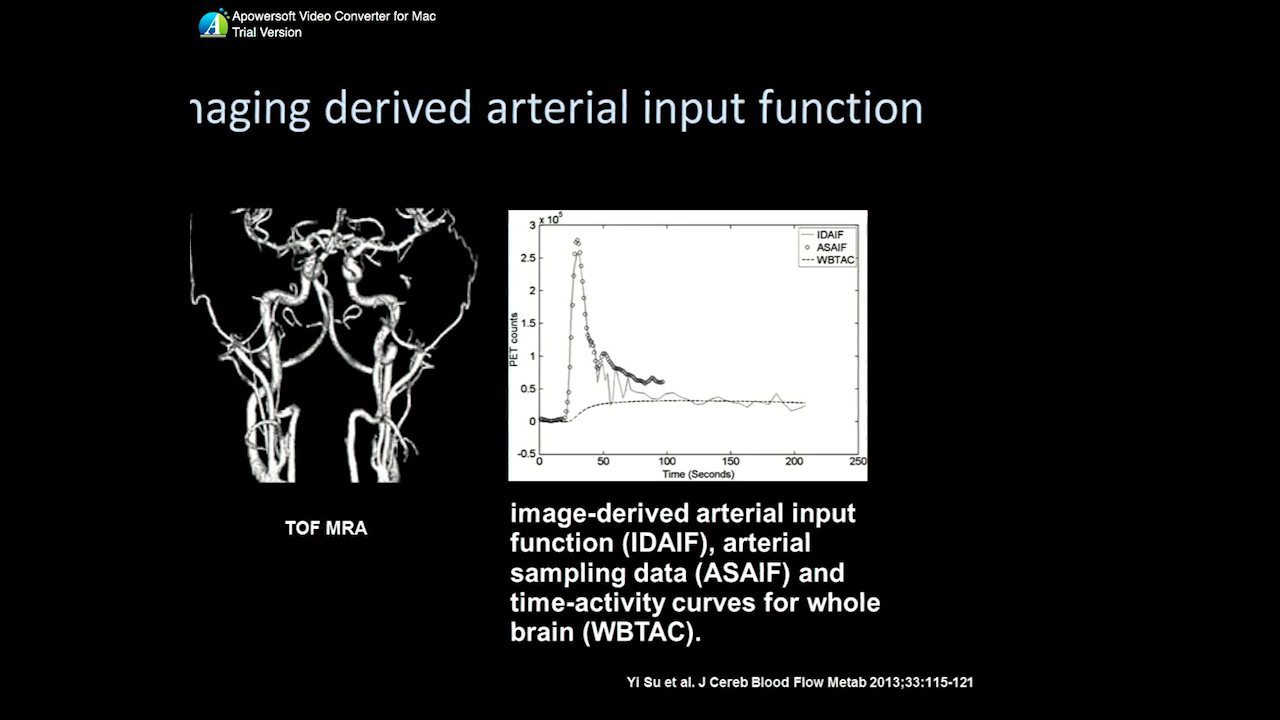 Apowersoft Video Converter for Mac
Trial Version
naging derived arterial input function
x 10⁵
3
2.5
2
1.5
1
0.5
0
-0.5
PET counts
IDAIF
ASAIF
WBTAC
0 50 100 150 200 250
Time (Seconds)
TOF MRA
image-derived arterial input
function (IDAIF), arterial
sampling data (ASAIF) and
time-activity curves for whole
brain (WBTAC).
Yi Su et al. J Cereb Blood Flow Metab 2013;33:115-121